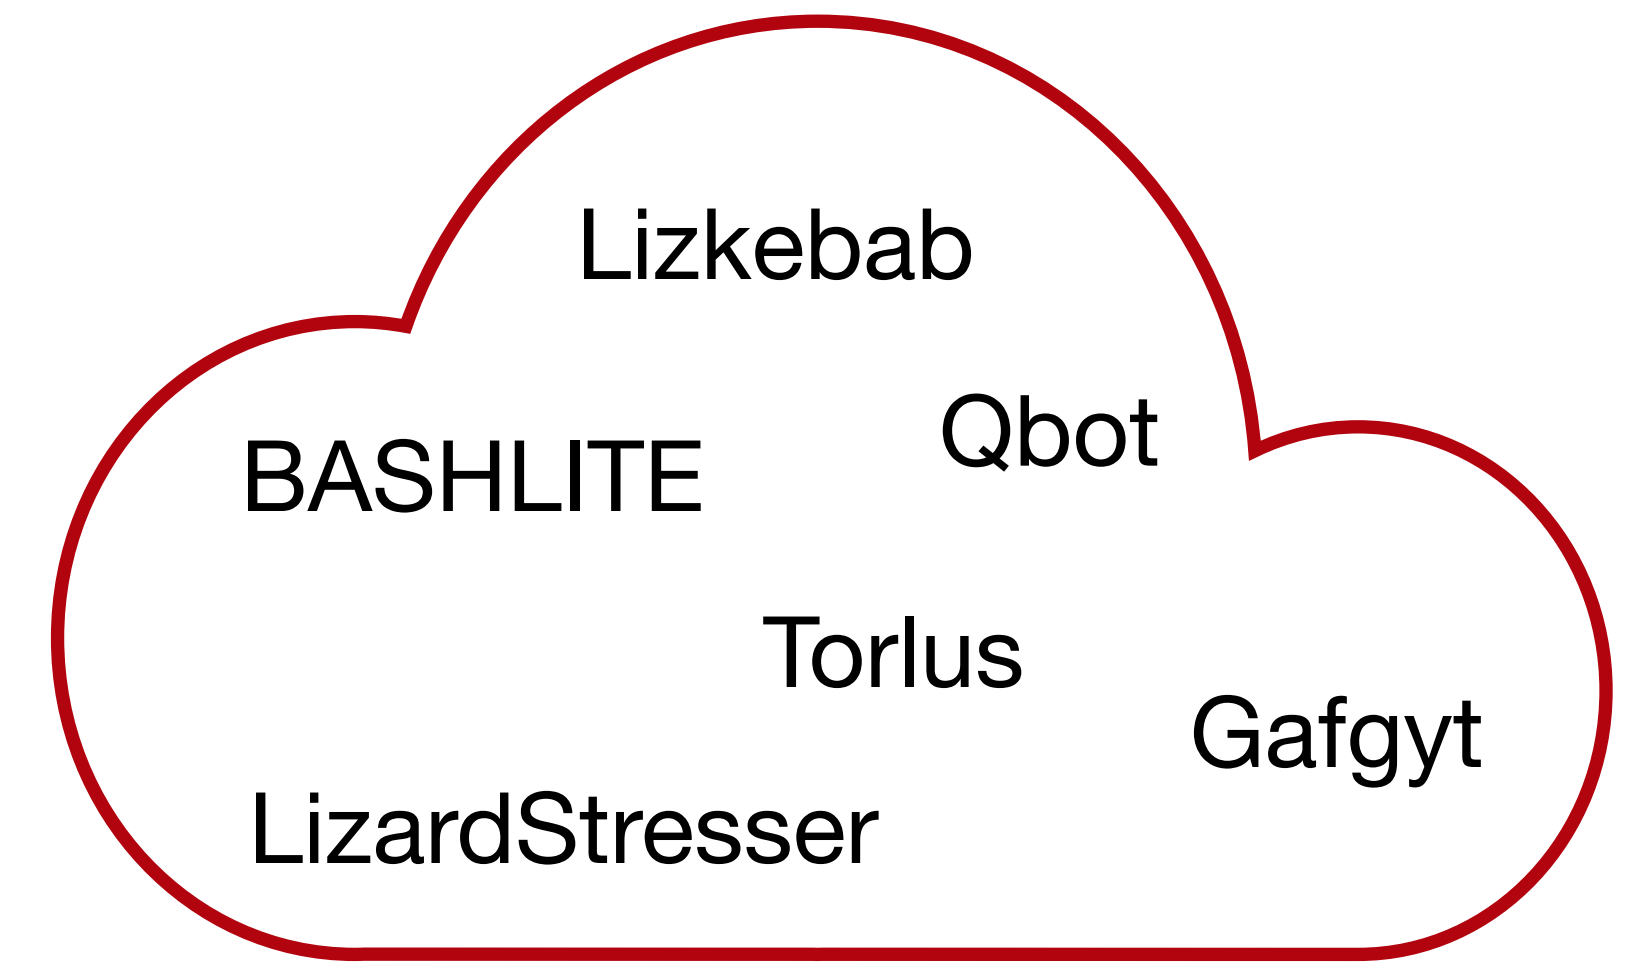 Lizkebab
Qbot
BASHLITE
Torlus
Gafgyt
LizardStresser